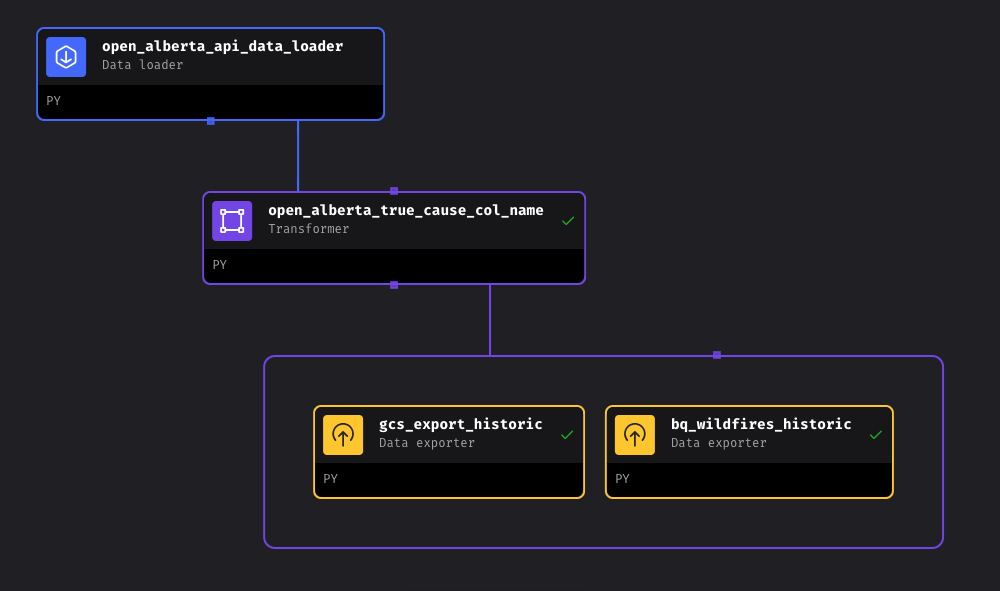 open_alberta_api_data_loader
Data loader
PY
open_alberta_true_cause_col_name
Transformer
PY
gcs_export_historic
Data exporter
PY
bq_wildfires_historic
Data exporter
PY